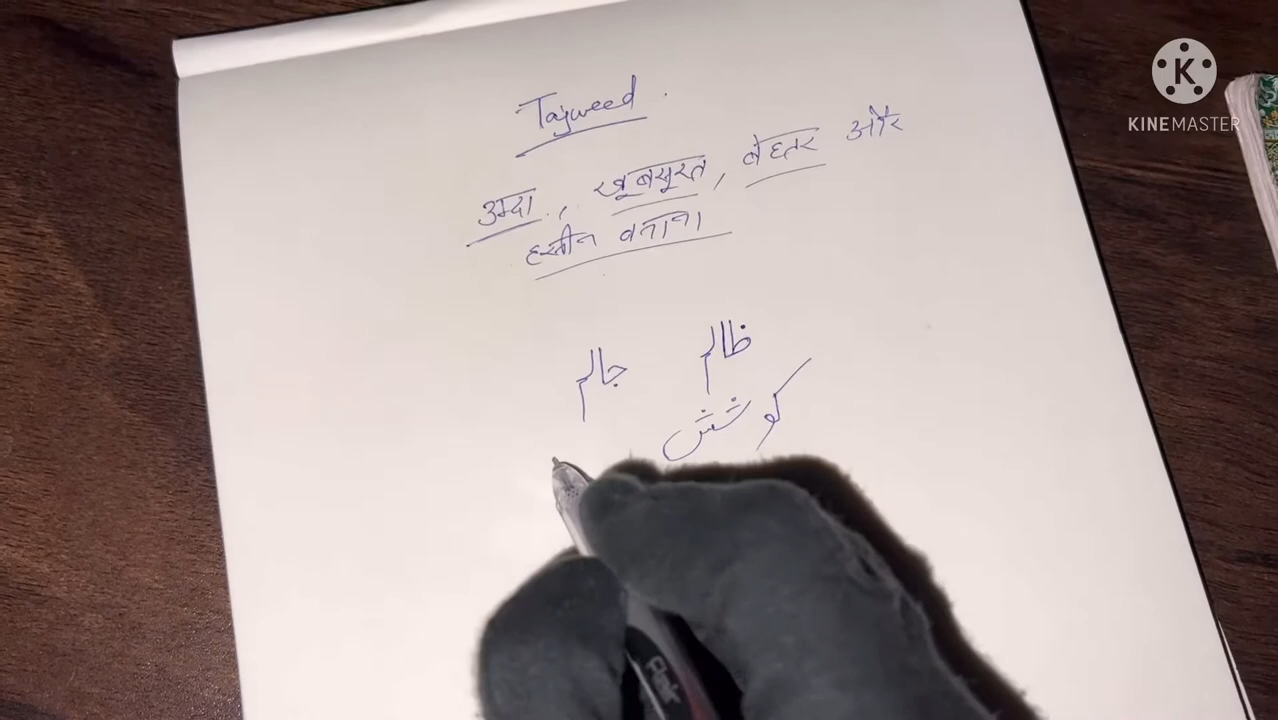 Tajweed.
उम्दा, खूबसूरत, बेहतर और
हसीन बनाना
ظالم جالم
کوشش
KINEMASTER